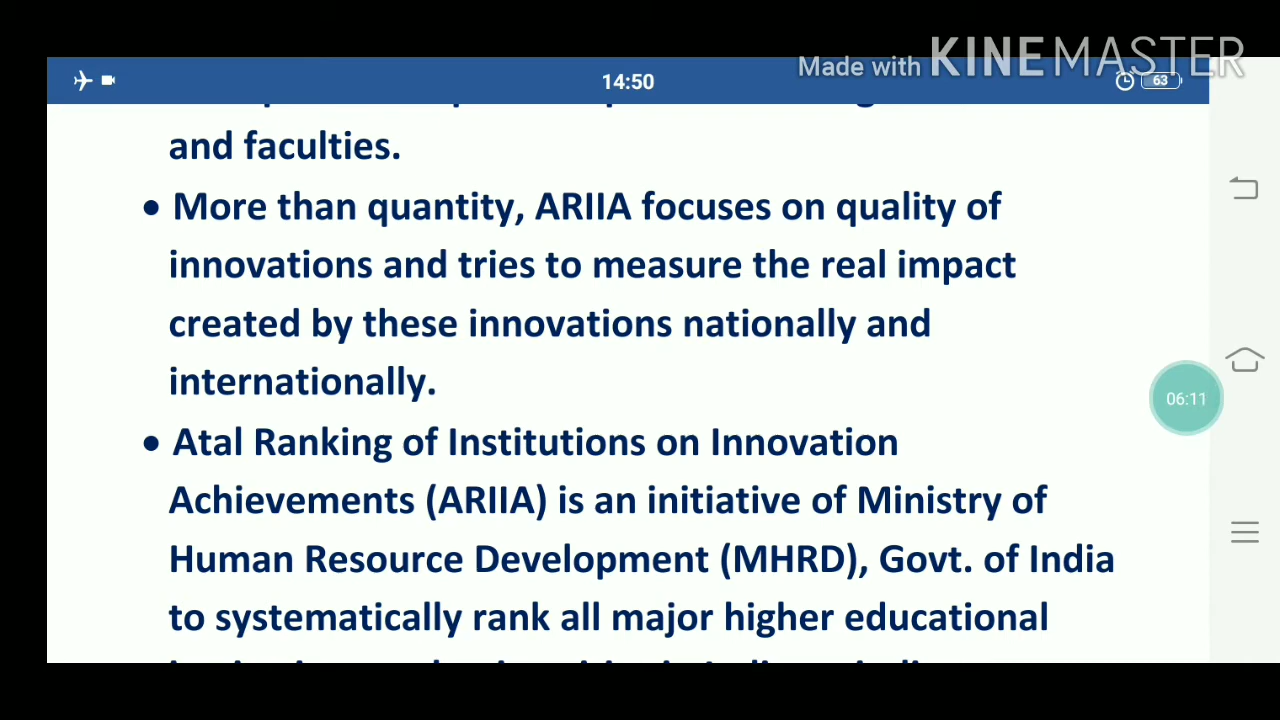 Made with KINEMASTER
14:50
63
and faculties.
• More than quantity, ARIIA focuses on quality of
innovations and tries to measure the real impact
created by these innovations nationally and
internationally.
06:11
• Atal Ranking of Institutions on Innovation
Achievements (ARIIA) is an initiative of Ministry of
Human Resource Development (MHRD), Govt. of India
to systematically rank all major higher educational